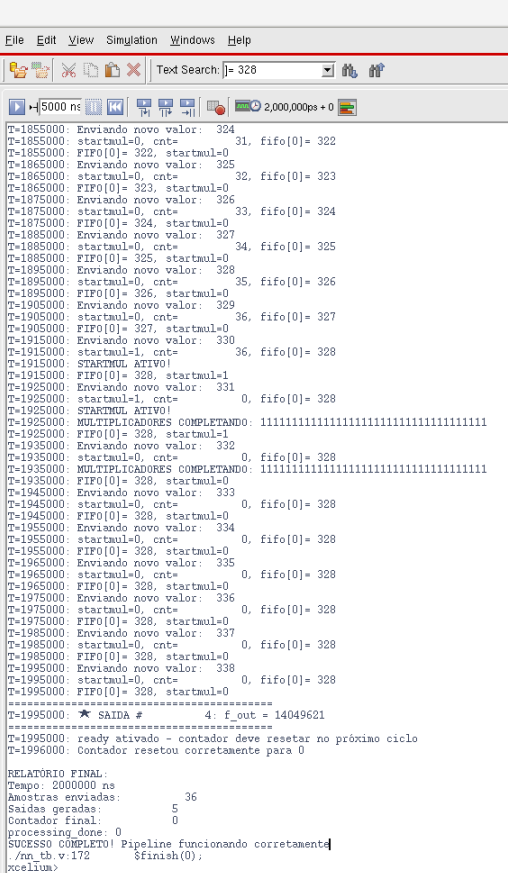 File Edit View Simulation Windows Help
Text Search: ]= 328
5000 ns 2,000,000ps + 0
T=1855000: Enviando novo valor: 324
T=1855000: startmul=0, cnt= 31, fifo[0]= 322
T=1855000: FIFO[0]= 322, startmul=0
T=1865000: Enviando novo valor: 325
T=1865000: startmul=0, cnt= 32, fifo[0]= 323
T=1865000: FIFO[0]= 323, startmul=0
T=1875000: Enviando novo valor: 326
T=1875000: startmul=0, cnt= 33, fifo[0]= 324
T=1875000: FIFO[0]= 324, startmul=0
T=1885000: Enviando novo valor: 327
T=1885000: startmul=0, cnt= 34, fifo[0]= 325
T=1885000: FIFO[0]= 325, startmul=0
T=1895000: Enviando novo valor: 328
T=1895000: startmul=0, cnt= 35, fifo[0]= 326
T=1895000: FIFO[0]= 326, startmul=0
T=1905000: Enviando novo valor: 329
T=1905000: startmul=0, cnt= 36, fifo[0]= 327
T=1905000: FIFO[0]= 327, startmul=0
T=1915000: Enviando novo valor: 330
T=1915000: startmul=1, cnt= 36, fifo[0]= 328
T=1915000: STARTMUL ATIVO!
T=1915000: FIFO[0]= 328, startmul=1
T=1925000: Enviando novo valor: 331
T=1925000: startmul=1, cnt= 0, fifo[0]= 328
T=1925000: STARTMUL ATIVO!
T=1925000: MULTIPLICADORES COMPLETANDO: 111111111111111111111111111111111111
T=1925000: FIFO[0]= 328, startmul=1
T=1935000: Enviando novo valor: 332
T=1935000: startmul=0, cnt= 0, fifo[0]= 328
T=1935000: MULTIPLICADORES COMPLETANDO: 111111111111111111111111111111111111
T=1935000: FIFO[0]= 328, startmul=0
T=1945000: Enviando novo valor: 333
T=1945000: startmul=0, cnt= 0, fifo[0]= 328
T=1945000: FIFO[0]= 328, startmul=0
T=1955000: Enviando novo valor: 334
T=1955000: startmul=0, cnt= 0, fifo[0]= 328
T=1955000: FIFO[0]= 328, startmul=0
T=1965000: Enviando novo valor: 335
T=1965000: startmul=0, cnt= 0, fifo[0]= 328
T=1965000: FIFO[0]= 328, startmul=0
T=1975000: Enviando novo valor: 336
T=1975000: startmul=0, cnt= 0, fifo[0]= 328
T=1975000: FIFO[0]= 328, startmul=0
T=1985000: Enviando novo valor: 337
T=1985000: startmul=0, cnt= 0, fifo[0]= 328
T=1985000: FIFO[0]= 328, startmul=0
T=1995000: Enviando novo valor: 338
T=1995000: startmul=0, cnt= 0, fifo[0]= 328
T=1995000: FIFO[0]= 328, startmul=0
==========================================
T=1995000: ★ SAIDA # 4: f_out = 14049621
==========================================
T=1995000: ready ativado - contador deve resetar no próximo ciclo
T=1996000: Contador resetou corretamente para 0
RELATÓRIO FINAL:
Tempo: 2000000 ns
Amostras enviadas: 36
Saidas geradas: 5
Contador final: 0
processing_done: 0
SUCESSO COMPLETO! Pipeline funcionando corretamente
./nn_tb.v:172 $finish(0);
xcelium>